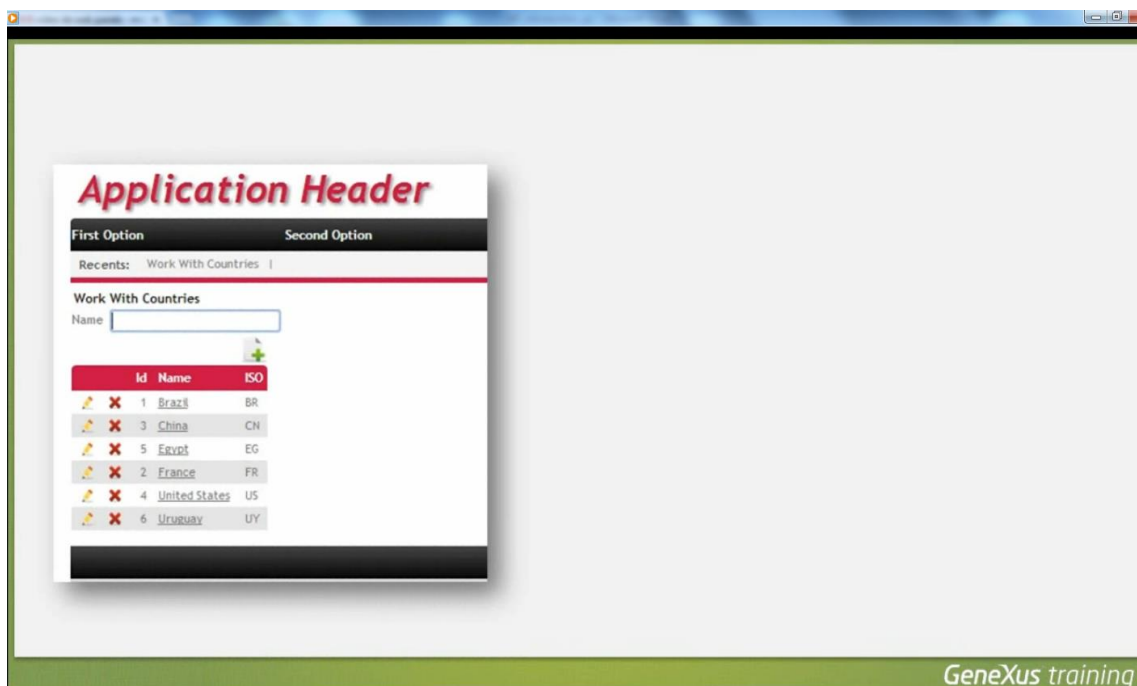 Application Header
First Option Second Option
Recents: Work With Countries |
Work With Countries
Name
Id Name ISO
1 Brazil BR
3 China CN
5 Egypt EG
2 France FR
4 United States US
6 Uruguay UY
GeneXus training